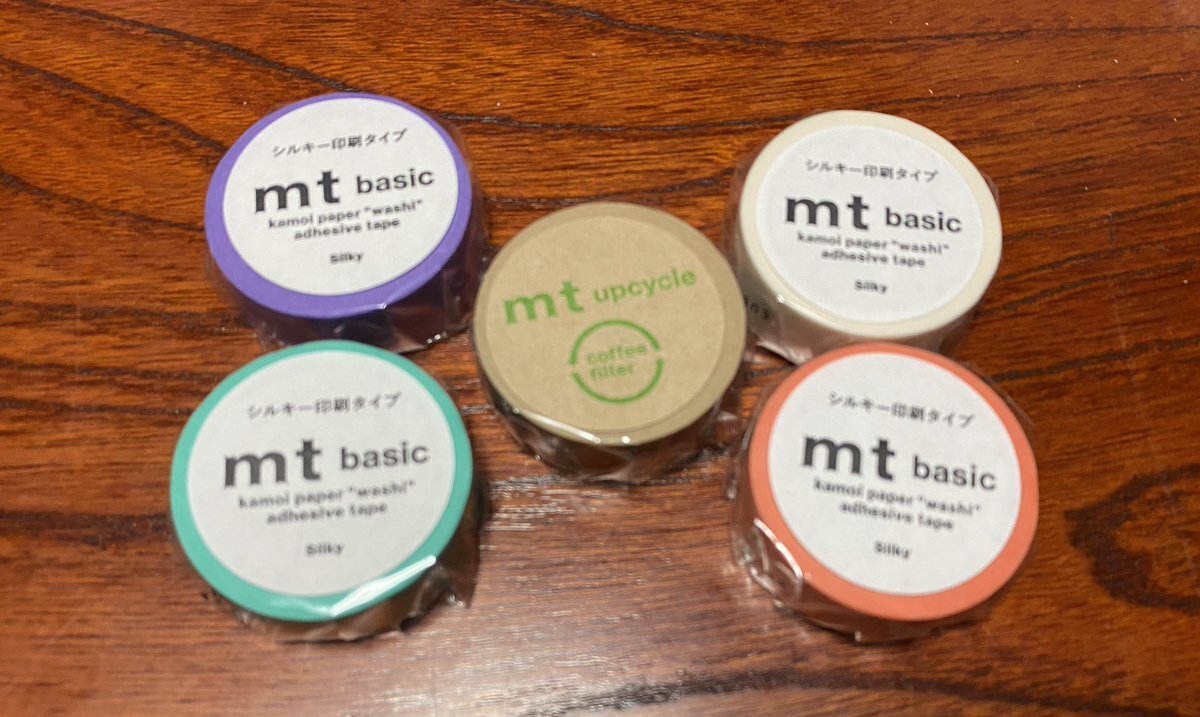 シルキー印刷タイプ
mt basic
kamoi paper "washi"
adhesive tape
Silky
シルキー印刷タイプ
mt basic
kamoi paper "washi"
adhesive tape
Silky
mt upcycle
coffee
filter
シルキー印刷タイプ
mt basic
kamoi paper "washi"
adhesive tape
Silky
シルキー印刷タイプ
mt basic
kamoi paper "washi"
adhesive tape
Silky